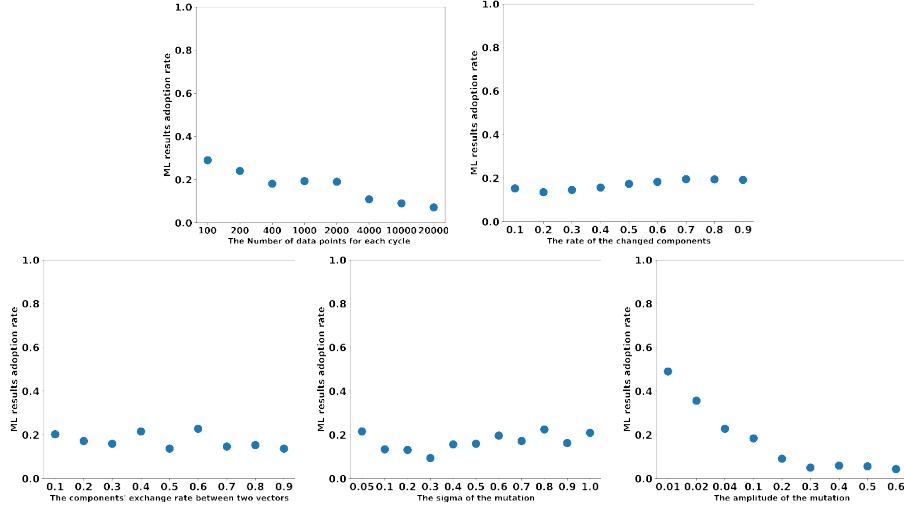 1.0
0.8
0.6
0.4
0.2
0.0
ML results adoption rate
100 200 400 1000 2000 4000 10000 20000
The Number of data points for each cycle
1.0
0.8
0.6
0.4
0.2
0.0
ML results adoption rate
0.1 0.2 0.3 0.4 0.5 0.6 0.7 0.8 0.9
The rate of the changed components
1.0
0.8
0.6
0.4
0.2
0.0
ML results adoption rate
0.1 0.2 0.3 0.4 0.5 0.6 0.7 0.8 0.9
The components' exchange rate between two vectors
1.0
0.8
0.6
0.4
0.2
0.0
ML results adoption rate
0.05 0.1 0.2 0.3 0.4 0.5 0.6 0.7 0.8 0.9 1.0
The sigma of the mutation
1.0
0.8
0.6
0.4
0.2
0.0
ML results adoption rate
0.01 0.02 0.04 0.1 0.2 0.3 0.4 0.5 0.6
The amplitude of the mutation